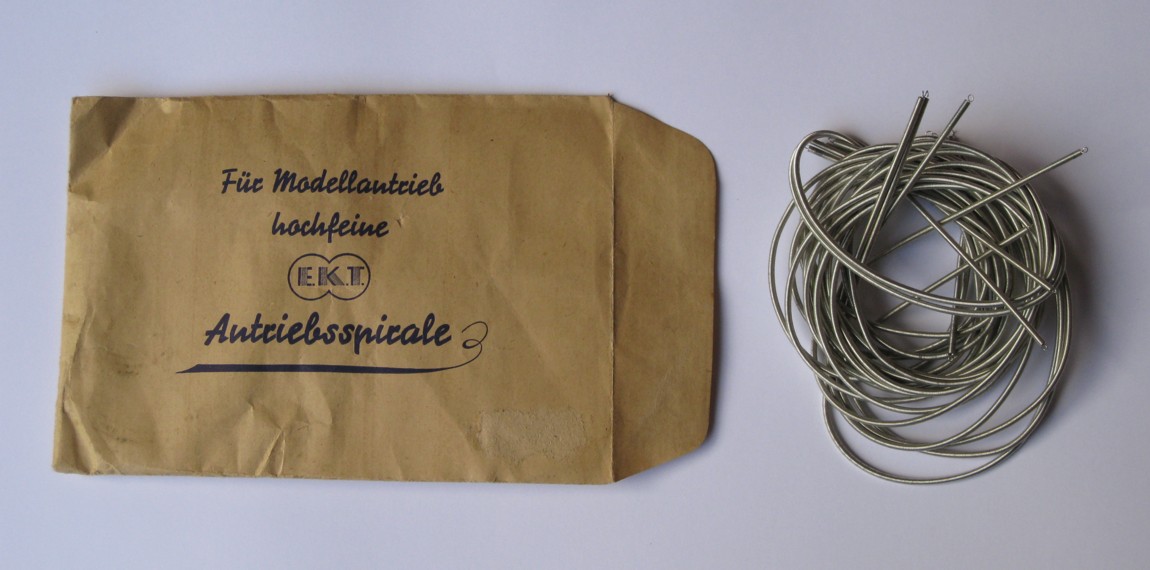 Für Modellantrieb
hochfeine
E.K.T.
Antriebsspirale